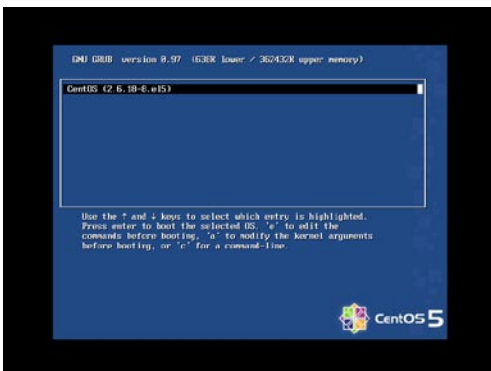 GNU GRUB version 0.97 (638K lower / 362432K upper memory)
CentOS (2.6.18-8.el5)
Use the ↑ and ↓ keys to select which entry is highlighted.
Press enter to boot the selected OS, 'e' to edit the
commands before booting, 'a' to modify the kernel arguments
before booting, or 'c' for a command-line.
CentOS 5